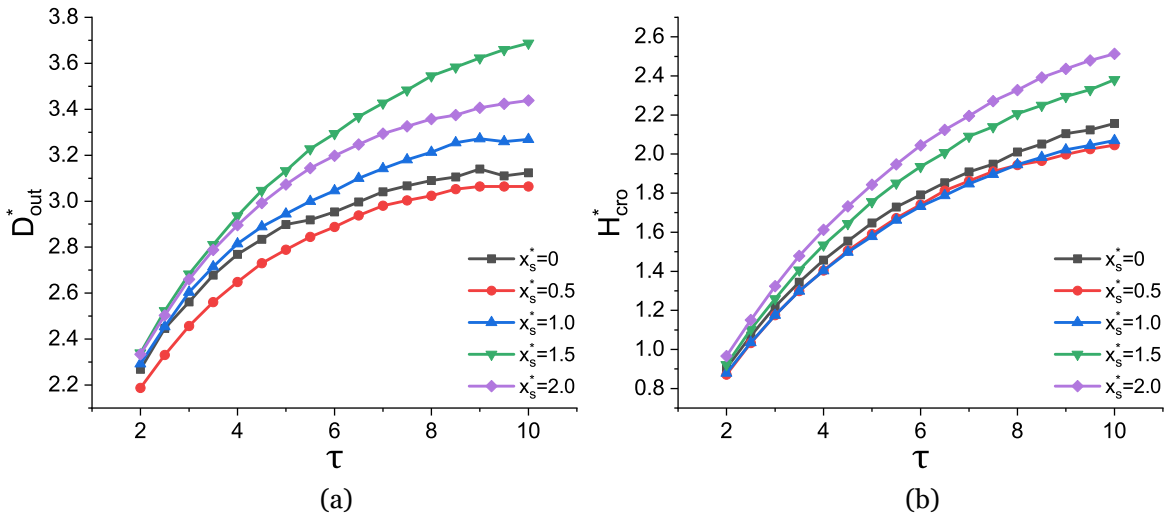 3.8
3.6
3.4
3.2
3.0
2.8
2.6
2.4
2.2
D*out
2 4 6 8 10
τ
x*s=0
x*s=0.5
x*s=1.0
x*s=1.5
x*s=2.0
(a)
2.6
2.4
2.2
2.0
1.8
1.6
1.4
1.2
1.0
0.8
H*cro
2 4 6 8 10
τ
x*s=0
x*s=0.5
x*s=1.0
x*s=1.5
x*s=2.0
(b)